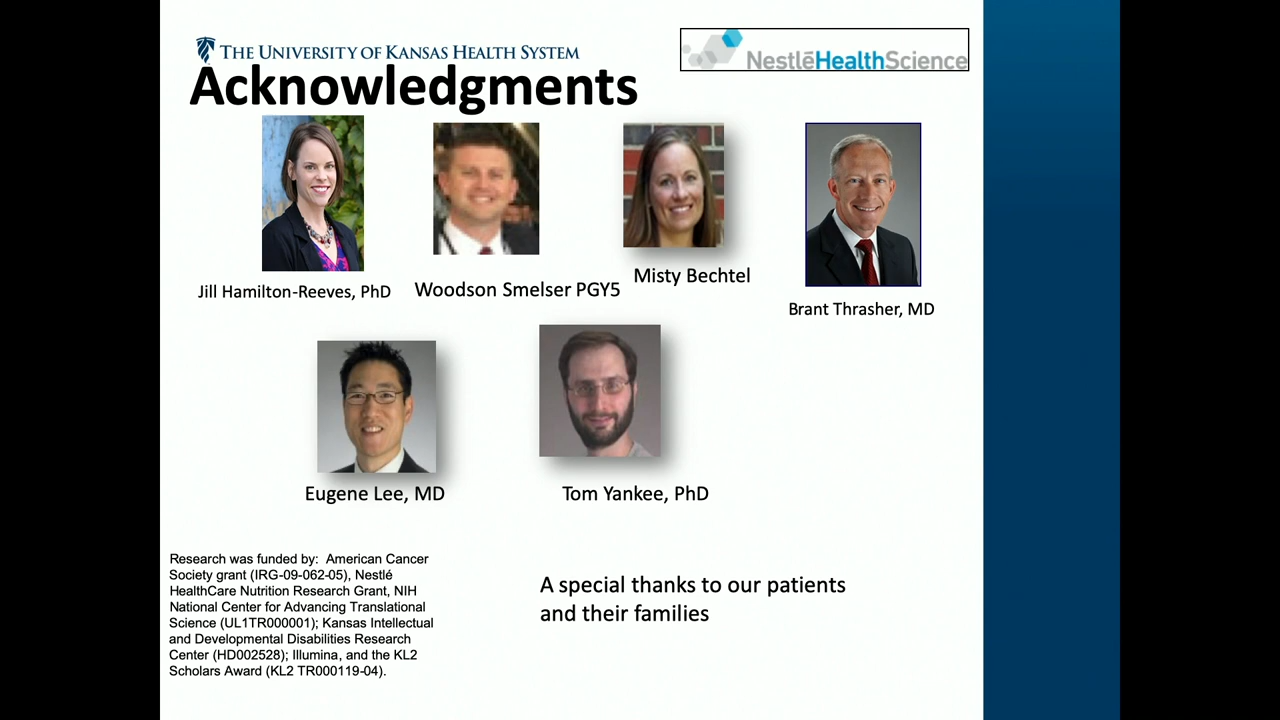 THE UNIVERSITY OF KANSAS HEALTH SYSTEM
NestlēHealthScience
Acknowledgments
Jill Hamilton-Reeves, PhD
Woodson Smelser PGY5
Misty Bechtel
Brant Thrasher, MD
Eugene Lee, MD
Tom Yankee, PhD
Research was funded by:  American Cancer
Society grant (IRG-09-062-05), Nestlé
HealthCare Nutrition Research Grant, NIH
National Center for Advancing Translational
Science (UL1TR000001); Kansas Intellectual
and Developmental Disabilities Research
Center (HD002528); Illumina, and the KL2
Scholars Award (KL2 TR000119-04).
A special thanks to our patients
and their families